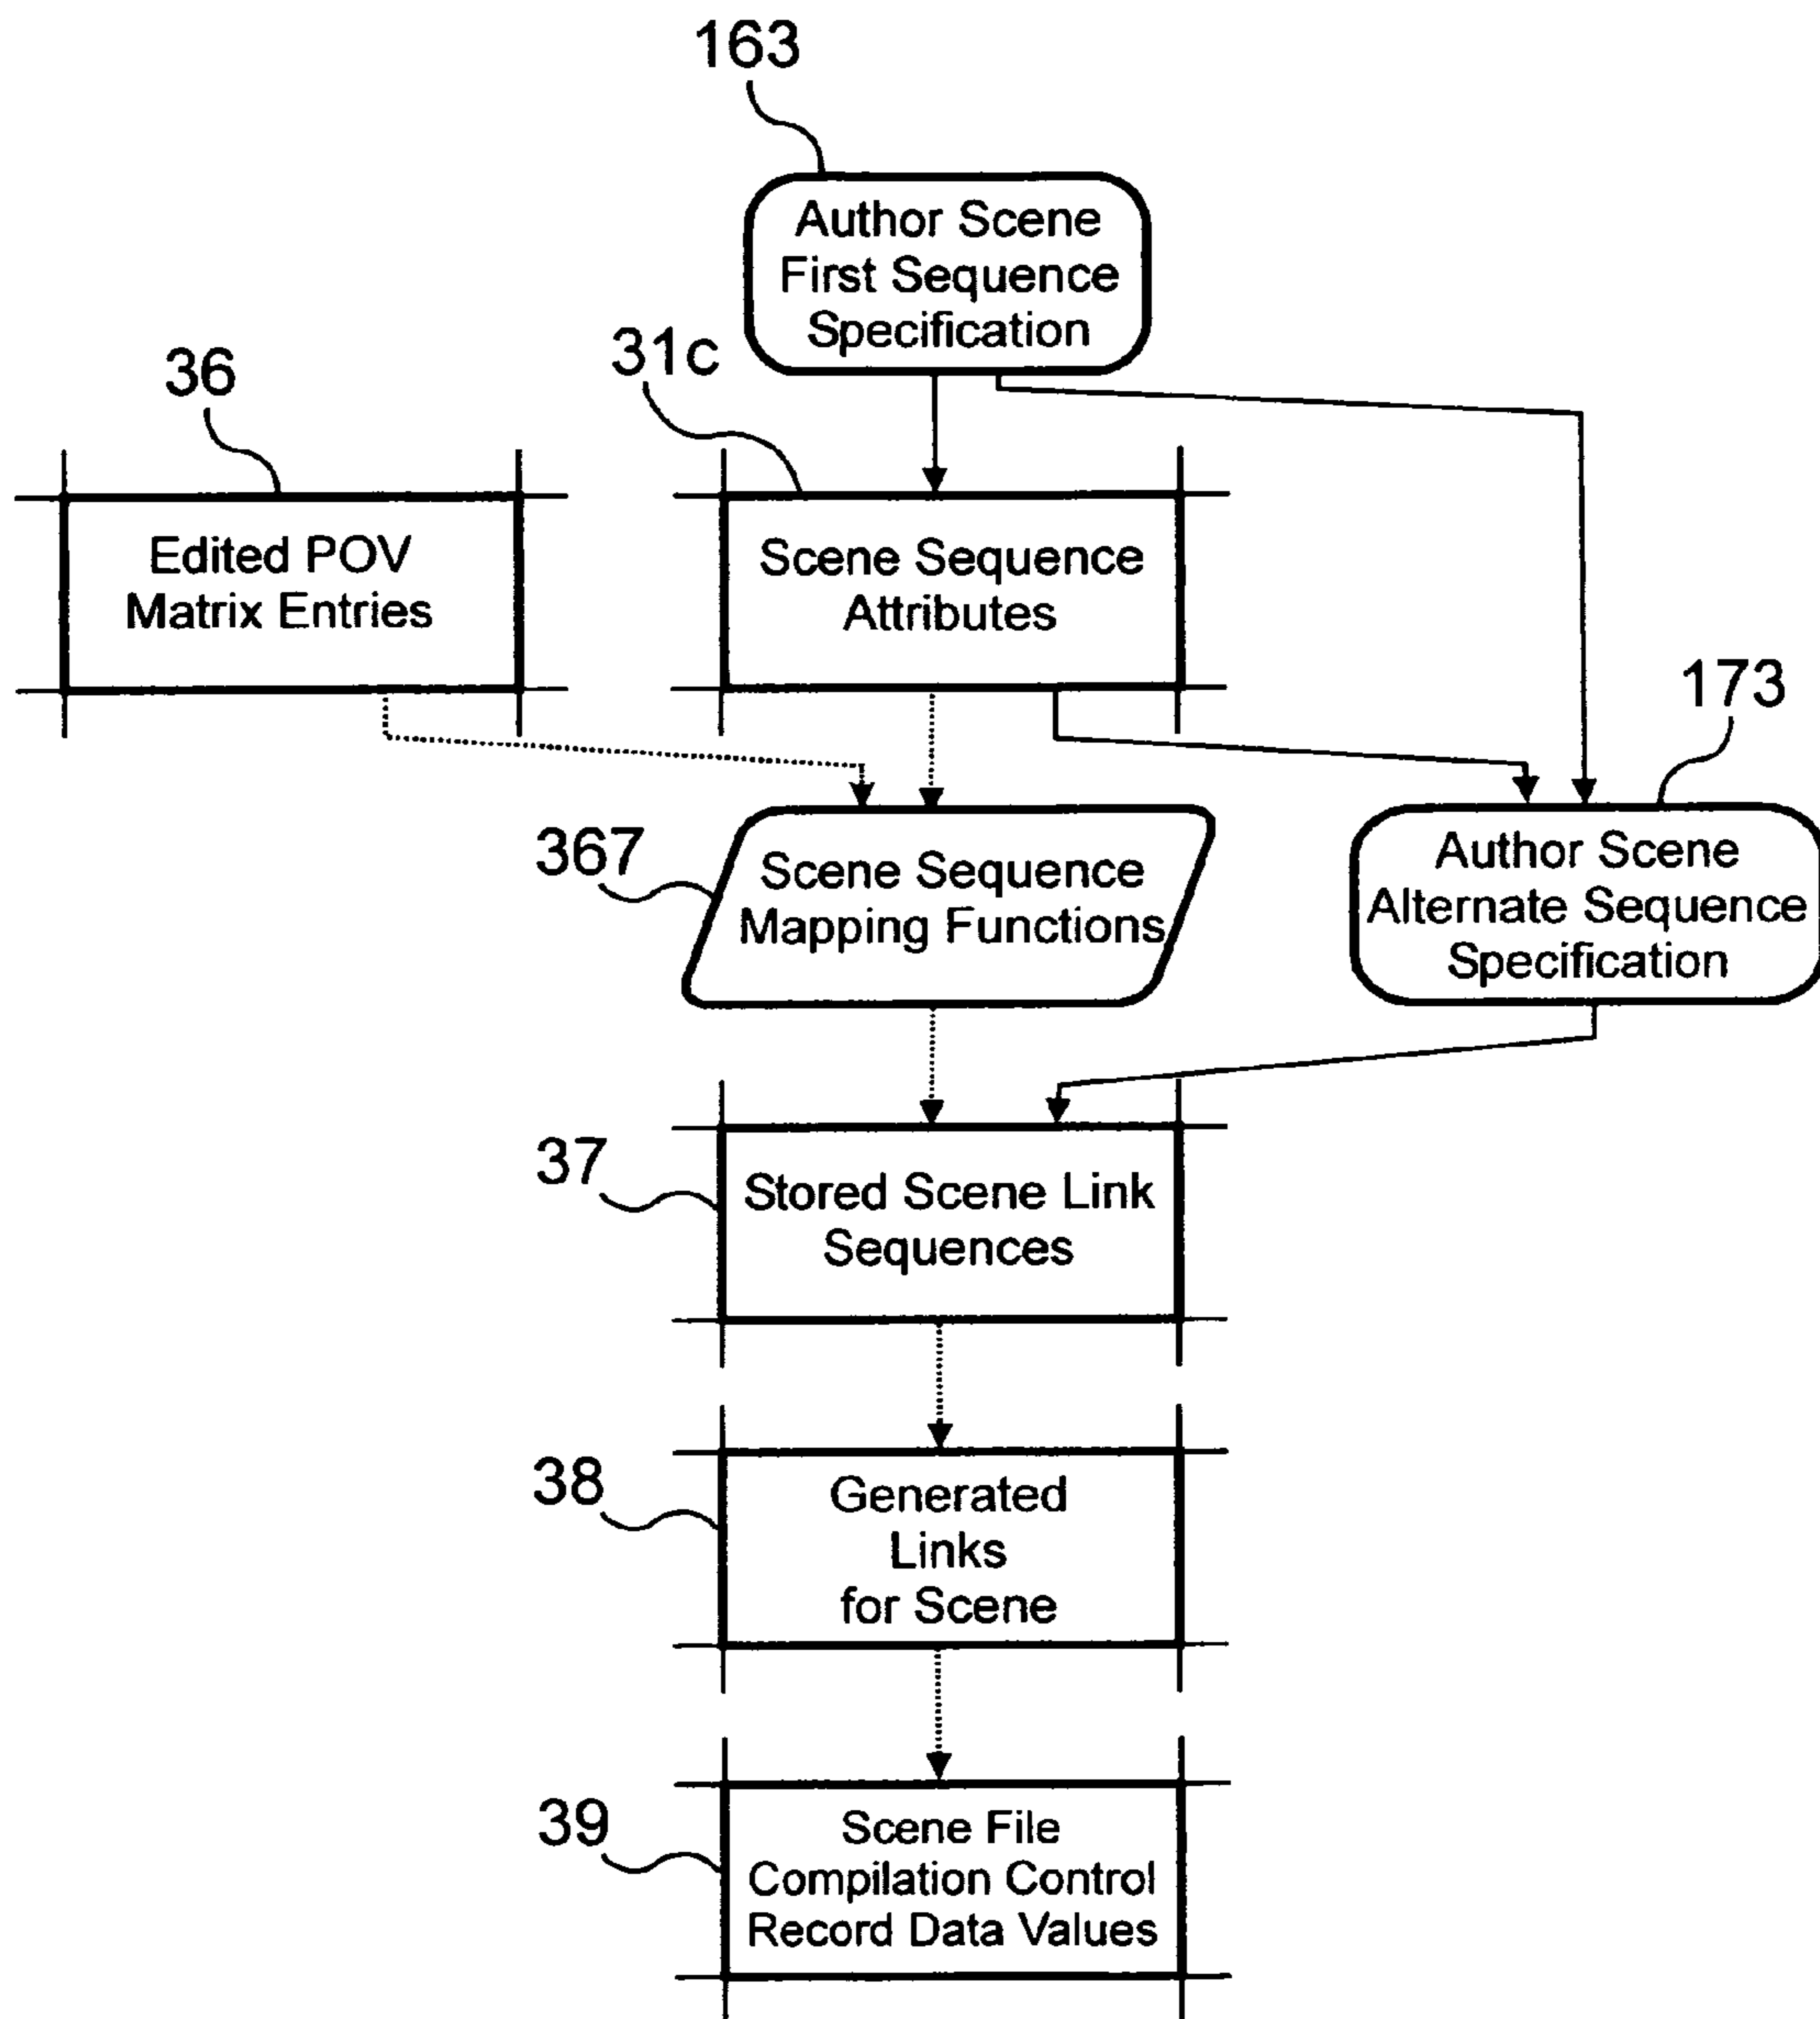 163
Author Scene
First Sequence
Specification
31c
36
Edited POV
Matrix Entries
Scene Sequence
Attributes
173
367
Scene Sequence
Mapping Functions
Author Scene
Alternate Sequence
Specification
37
Stored Scene Link
Sequences
38
Generated
Links
for Scene
39
Scene File
Compilation Control
Record Data Values